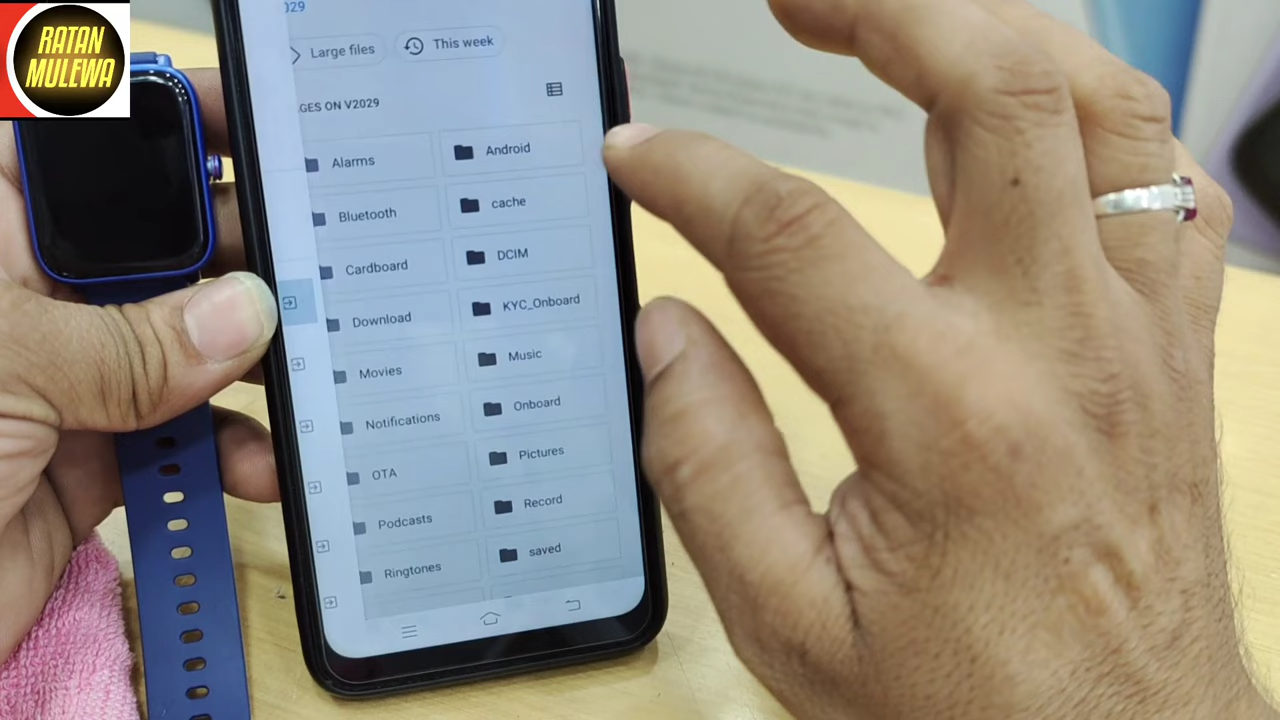 RATAN
MULEWA
029
Large files
This week
GES ON V2029
Alarms
Android
Bluetooth
cache
Cardboard
DCIM
Download
KYC_Onboard
Movies
Music
Notifications
Onboard
OTA
Pictures
Podcasts
Record
Ringtones
saved